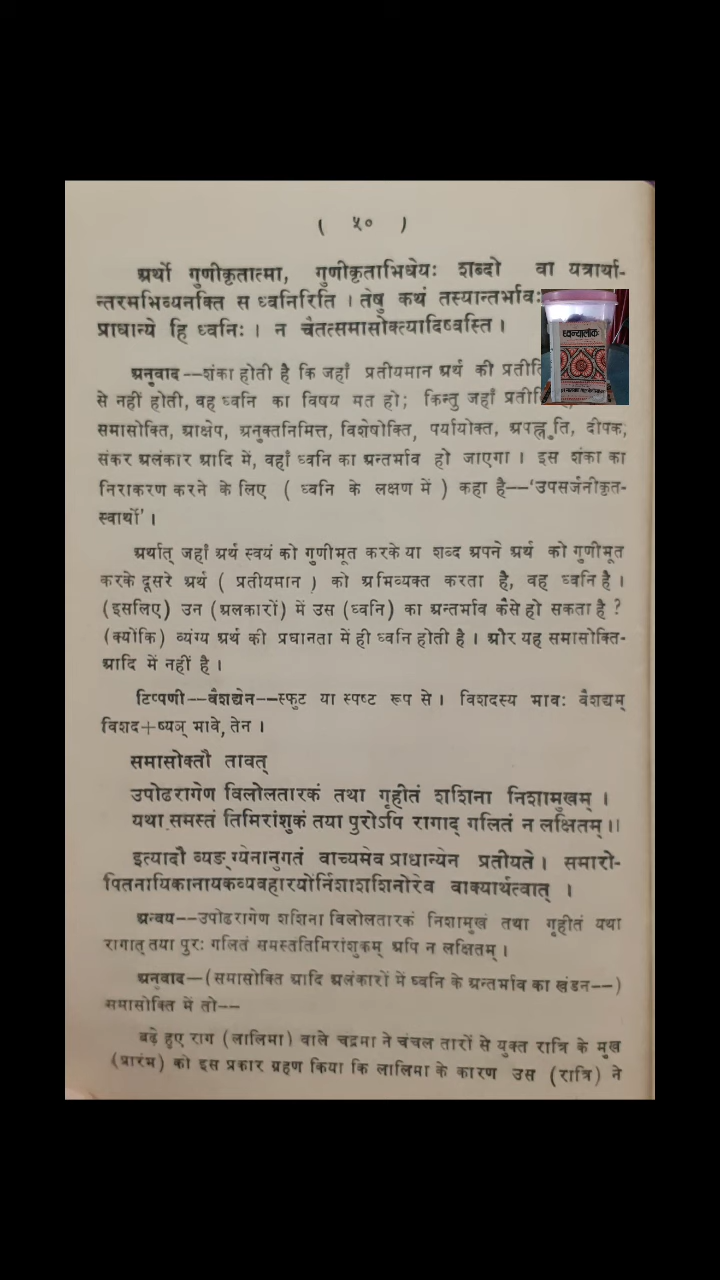 ( ५० )
अर्थो गुणीकृतात्मा, गुणीकृताभिधेयः शब्दो वा यत्रार्था-
न्तरमभिव्यनक्ति स ध्वनिरिति । तेषु कथं तस्यान्तर्भावः
प्राधान्ये हि ध्वनिः । न चैतत्समासोक्त्यादिष्वस्ति ।
अनुवाद--शंका होती है कि जहाँ प्रतीयमान अर्थ की
से नहीं होती, वह ध्वनि का विषय मत हो; किन्तु जहाँ
समासोक्ति, आक्षेप, अनुक्तनिमित्त, विशेषोक्ति, पर्यायोक्त, अपह्नुति, दीपक,
संकर अलंकार आदि में, वहाँ ध्वनि का अन्तर्भाव हो जाएगा । इस शंका का
निराकरण करने के लिए ( ध्वनि के लक्षण में ) कहा है--'उपसर्जनीकृत-
स्वार्थो' ।
अर्थात् जहाँ अर्थ स्वयं को गुणीभूत करके या शब्द अपने अर्थ को गुणीभूत
करके दूसरे अर्थ ( प्रतीयमान ) को अभिव्यक्त करता है, वह ध्वनि है ।
(इसलिए) उन (अलकारों) में उस (ध्वनि) का अन्तर्भाव कैसे हो सकता है ?
(क्योंकि) व्यंग्य अर्थ की प्रधानता में ही ध्वनि होती है । और यह समासोक्ति-
आदि में नहीं है ।
टिप्पणी--वैशद्येन--स्फुट या स्पष्ट रूप से । विशदस्य भावः वैशद्यम्
विशद+ष्यञ् भावे, तेन ।
समासोक्तौ तावत्
उपोढरागेण विलोलतारकं तथा गृहीतं शशिना निशामुखम् ।
यथा समस्तं तिमिरांशुकं तया पुरोऽपि रागाद् गलितं न लक्षितम् ।।
इत्यादौ व्यङ्ग्येनानुगतं वाच्यमेव प्राधान्येन प्रतीयते । समारो-
पितनायिकानायकव्यवहारयोर्निशाशशिनोरेव वाक्यार्थत्वात् ।
अन्वय--उपोढरागेण शशिना विलोलतारकं निशामुखं तथा गृहीतं यथा
रागात् तया पुरः गलितं समस्ततिमिरांशुकम् अपि न लक्षितम् ।
अनुवाद—(समासोक्ति आदि अलंकारों में ध्वनि के अन्तर्भाव का खंडन--)
समासोक्ति में तो--
बढ़े हुए राग (लालिमा) वाले चद्रमा ने चंचल तारों से युक्त रात्रि के मुख
(प्रारंभ) को इस प्रकार ग्रहण किया कि लालिमा के कारण उस (रात्रि) ने
ध्वन्यालोकः